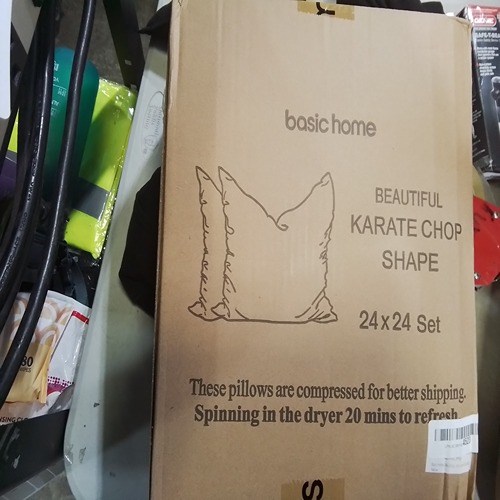 basic home
BEAUTIFUL
KARATE CHOP
SHAPE
24 x 24 Set
These pillows are compressed for better shipping.
Spinning in the dryer 20 mins to refresh
S